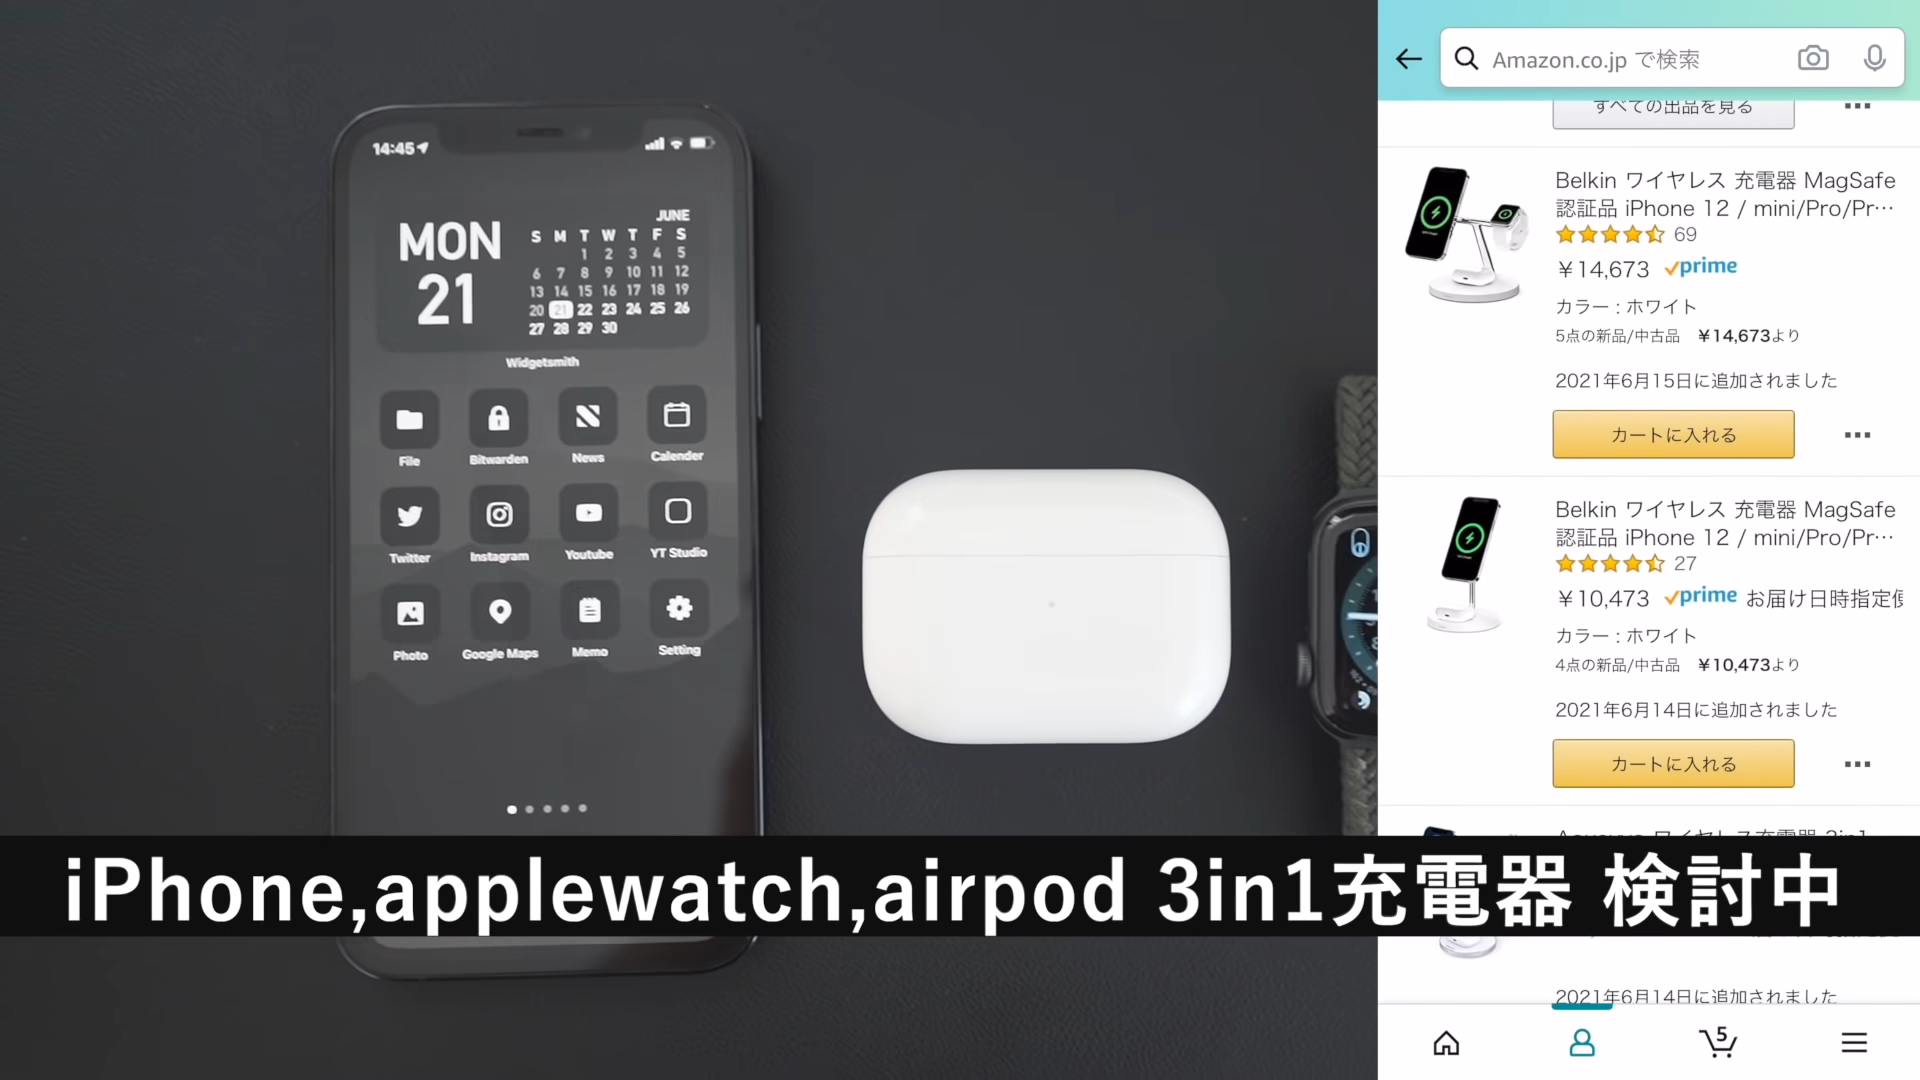 14:45
MON
21
JUNE
S M T W T F S
1 2 3 4 5
6 7 8 9 10 11 12
13 14 15 16 17 18 19
20 21 22 23 24 25 26
27 28 29 30
Widgetsmith
File Bitwarden News Calender
Twitter Instagram Youtube YT Studio
Photo Google Maps Memo Setting
Amazon.co.jp で検索
すべての出品を見る
Belkin ワイヤレス 充電器 MagSafe
認証品 iPhone 12 / mini/Pro/Pr…
69
￥14,673 prime
カラー : ホワイト
5点の新品/中古品 ￥14,673より
2021年6月15日に追加されました
カートに入れる
Belkin ワイヤレス 充電器 MagSafe
認証品 iPhone 12 / mini/Pro/Pr…
27
￥10,473 prime お届け日時指定
カラー : ホワイト
4点の新品/中古品 ￥10,473より
2021年6月14日に追加されました
カートに入れる
ワイヤレス充電器 3in1
iPhone,applewatch,airpod 3in1充電器 検討中
2021年6月14日に追加されました
5